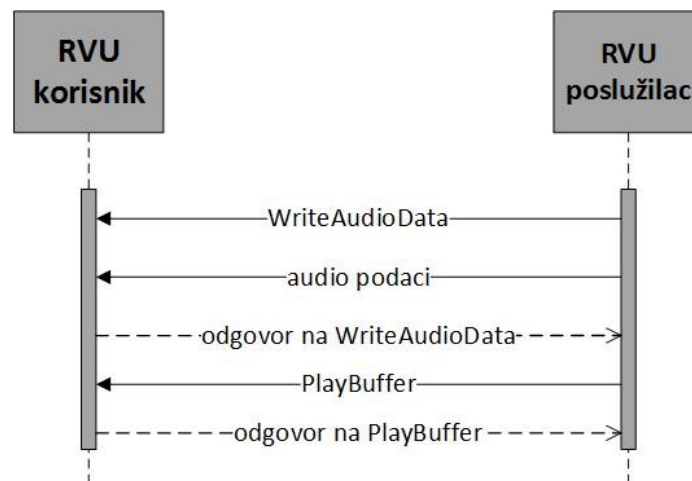 RVU
korisnik
RVU
poslužilac
WriteAudioData
audio podaci
odgovor na WriteAudioData
PlayBuffer
odgovor na PlayBuffer